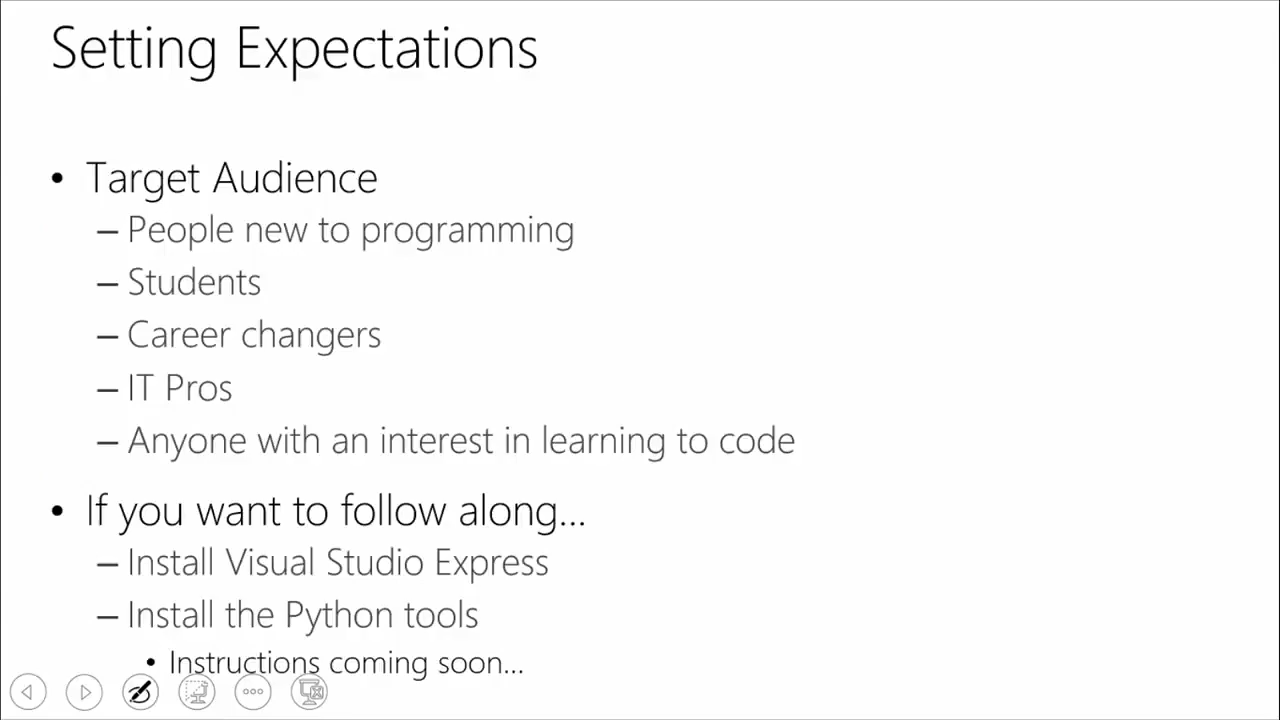 Setting Expectations
• Target Audience
– People new to programming
– Students
– Career changers
– IT Pros
– Anyone with an interest in learning to code
• If you want to follow along...
– Install Visual Studio Express
– Install the Python tools
• Instructions coming soon...